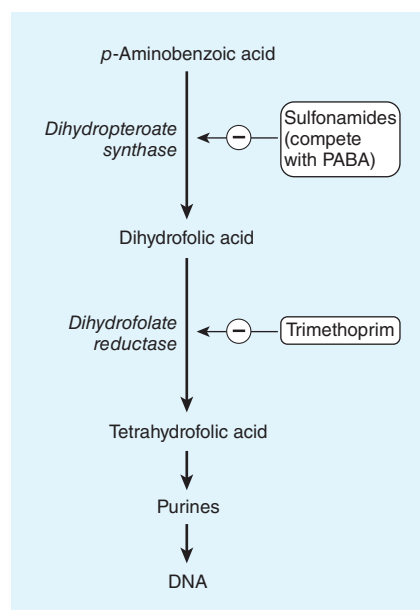 p-Aminobenzoic acid
Dihydropteroate
synthase
−
Sulfonamides
(compete
with PABA)
Dihydrofolic acid
Dihydrofolate
reductase
−
Trimethoprim
Tetrahydrofolic acid
Purines
DNA